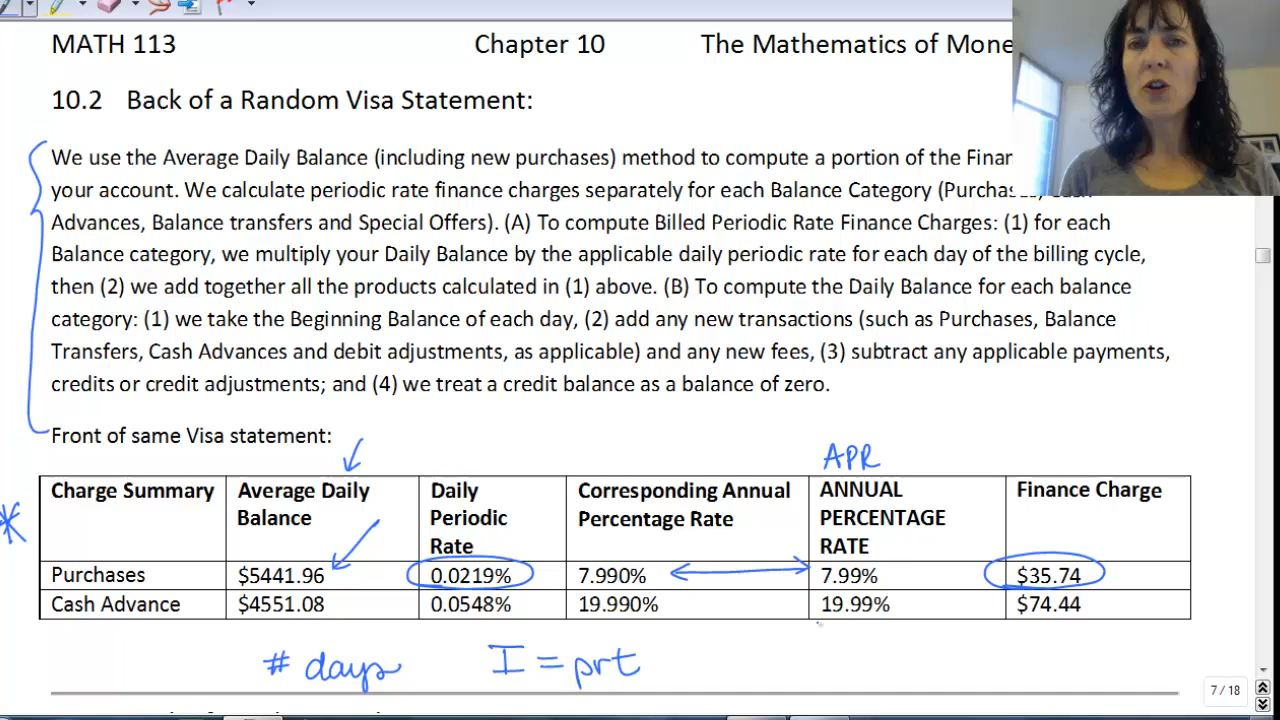 MATH 113 Chapter 10 The Mathematics of Mone
10.2 Back of a Random Visa Statement:
We use the Average Daily Balance (including new purchases) method to compute a portion of the Finan
your account. We calculate periodic rate finance charges separately for each Balance Category (Purchases, Cash
Advances, Balance transfers and Special Offers). (A) To compute Billed Periodic Rate Finance Charges: (1) for each
Balance category, we multiply your Daily Balance by the applicable daily periodic rate for each day of the billing cycle,
then (2) we add together all the products calculated in (1) above. (B) To compute the Daily Balance for each balance
category: (1) we take the Beginning Balance of each day, (2) add any new transactions (such as Purchases, Balance
Transfers, Cash Advances and debit adjustments, as applicable) and any new fees, (3) subtract any applicable payments,
credits or credit adjustments; and (4) we treat a credit balance as a balance of zero.
Front of same Visa statement:
APR
Charge Summary Average Daily Balance Daily Periodic Rate Corresponding Annual Percentage Rate ANNUAL PERCENTAGE RATE Finance Charge
Purchases $5441.96 0.0219% 7.990% 7.99% $35.74
Cash Advance $4551.08 0.0548% 19.990% 19.99% $74.44
# days I = prt
7 / 18